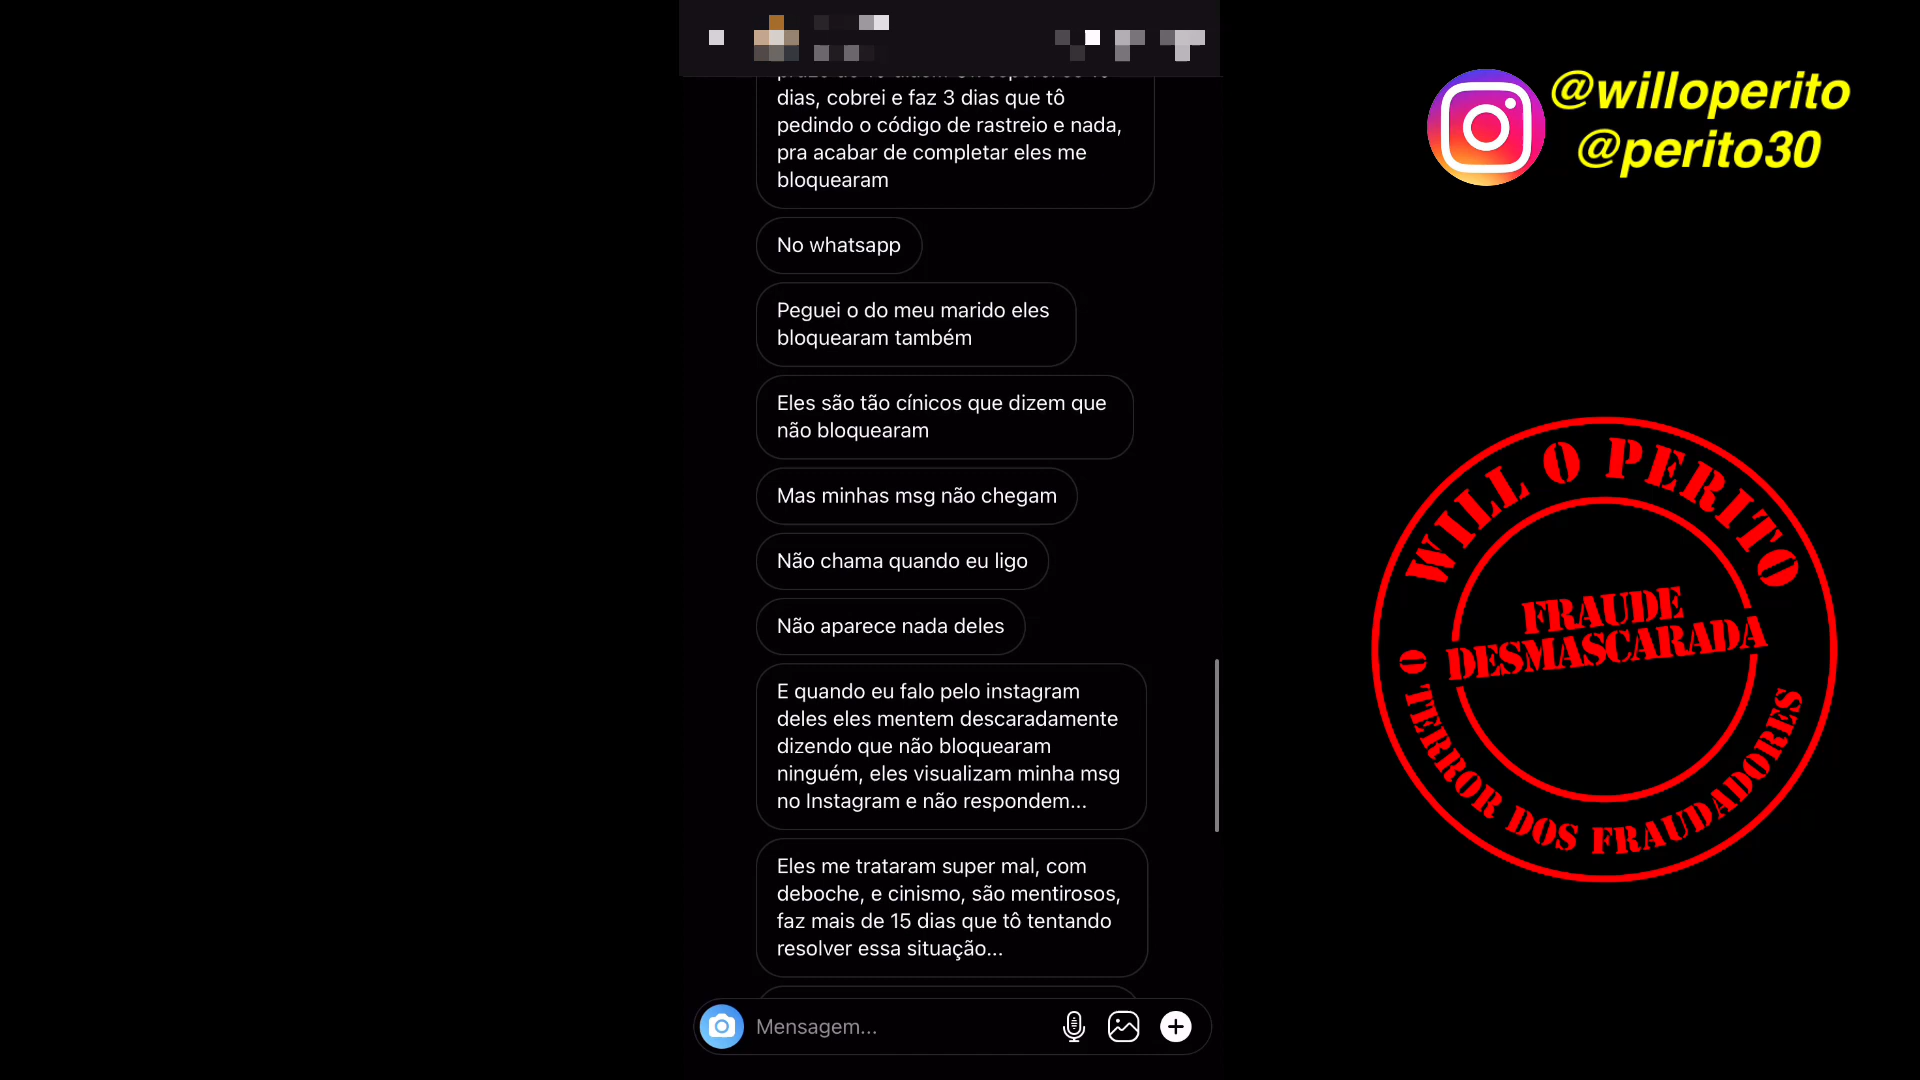 dias, cobrei e faz 3 dias que tô
pedindo o código de rastreio e nada,
pra acabar de completar eles me
bloquearam
No whatsapp
Peguei o do meu marido eles
bloquearam também
Eles são tão cínicos que dizem que
não bloquearam
Mas minhas msg não chegam
Não chama quando eu ligo
Não aparece nada deles
E quando eu falo pelo instagram
deles eles mentem descaradamente
dizendo que não bloquearam
ninguém, eles visualizam minha msg
no Instagram e não respondem...
Eles me trataram super mal, com
deboche, e cinismo, são mentirosos,
faz mais de 15 dias que tô tentando
resolver essa situação...
Mensagem...
@willoperito
@perito30
WILL O PERITO
FRAUDE
DESMASCARADA
O TERROR DOS FRAUDADORES